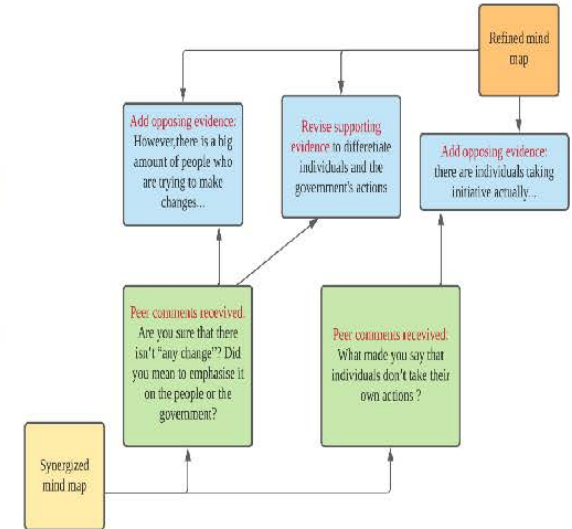 Refined mind
map
Add opposing evidence:
However,there is a big
amount of people who
are trying to make
changes...
Revise supporting
evidence to differetiate
individuals and the
government's actions
Add opposing evidence:
there are individuals taking
initiative actually...
Peer comments recevived:
Are you sure that there
isn't "any change"? Did
you mean to emphasise it
on the people or the
government?
Peer comments recevived:
What made you say that
individuals don't take their
own actions ?
Synergized
mind map